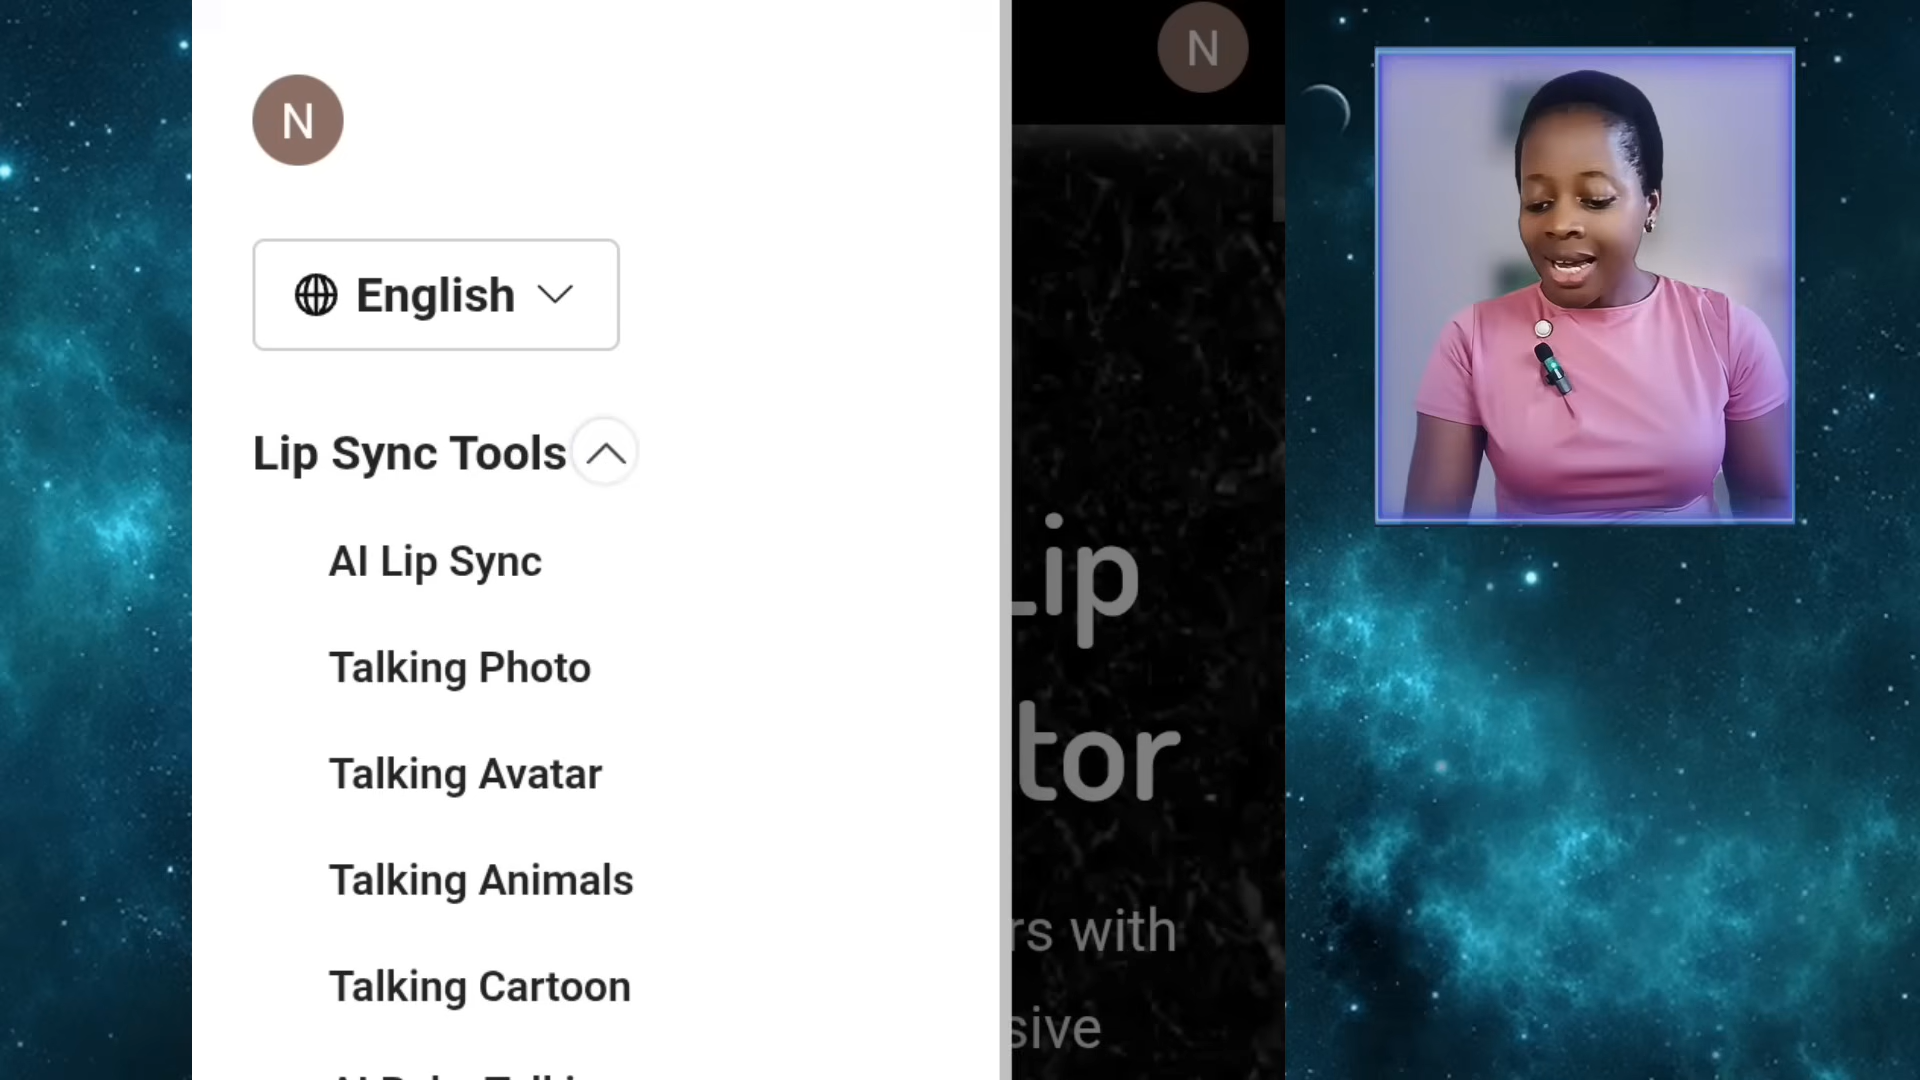 N
English
Lip Sync Tools
AI Lip Sync
Talking Photo
Talking Avatar
Talking Animals
Talking Cartoon
N
Lip
tor
rs with
sive